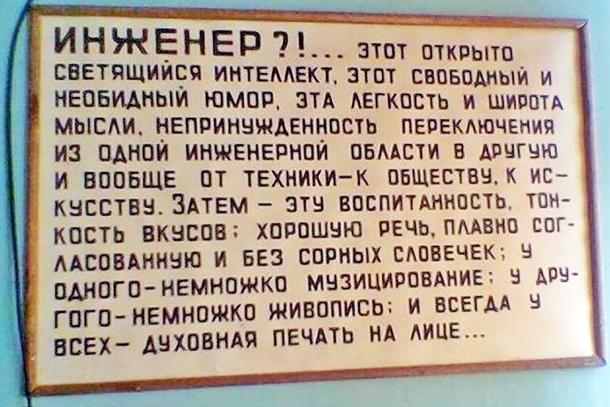 ИНЖЕНЕР?!... ЭТОТ ОТКРЫТО
СВЕТЯЩИЙСЯ ИНТЕЛЛЕКТ, ЭТОТ СВОБОДНЫЙ И
НЕОБИДНЫЙ ЮМОР, ЭТА ЛЕГКОСТЬ И ШИРОТА
МЫСЛИ, НЕПРИНУЖДЕННОСТЬ ПЕРЕКЛЮЧЕНИЯ
ИЗ ОДНОЙ ИНЖЕНЕРНОЙ ОБЛАСТИ В ДРУГУЮ
И ВООБЩЕ ОТ ТЕХНИКИ-К ОБЩЕСТВУ, К ИС-
КУССТВУ. ЗАТЕМ - ЭТУ ВОСПИТАННОСТЬ, ТОН-
КОСТЬ ВКУСОВ; ХОРОШУЮ РЕЧЬ, ПЛАВНО СОГ-
ЛАСОВАННУЮ И БЕЗ СОРНЫХ СЛОВЕЧЕК; У
ОДНОГО-НЕМНОЖКО МУЗИЦИРОВАНИЕ; У ДРУ-
ГОГО-НЕМНОЖКО ЖИВОПИСЬ; И ВСЕГДА У
ВСЕХ- ДУХОВНАЯ ПЕЧАТЬ НА ЛИЦЕ...